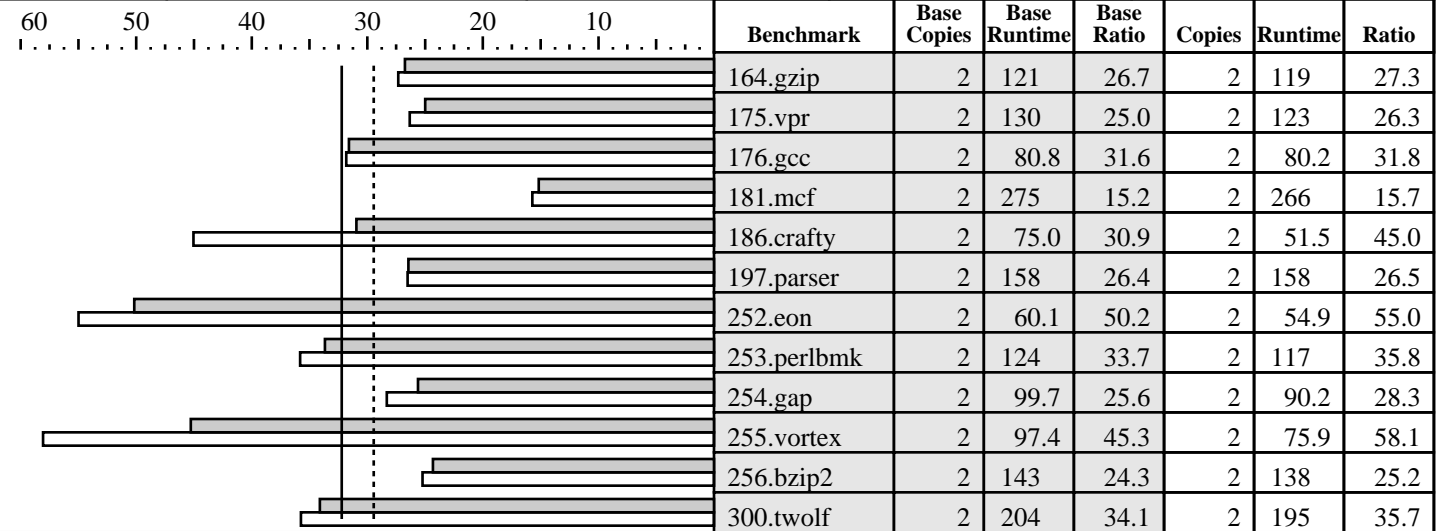 60 50 40 30 20 10
Benchmark Base Copies Base Runtime Base Ratio Copies Runtime Ratio
164.gzip 2 121 26.7 2 119 27.3
175.vpr 2 130 25.0 2 123 26.3
176.gcc 2 80.8 31.6 2 80.2 31.8
181.mcf 2 275 15.2 2 266 15.7
186.crafty 2 75.0 30.9 2 51.5 45.0
197.parser 2 158 26.4 2 158 26.5
252.eon 2 60.1 50.2 2 54.9 55.0
253.perlbmk 2 124 33.7 2 117 35.8
254.gap 2 99.7 25.6 2 90.2 28.3
255.vortex 2 97.4 45.3 2 75.9 58.1
256.bzip2 2 143 24.3 2 138 25.2
300.twolf 2 204 34.1 2 195 35.7